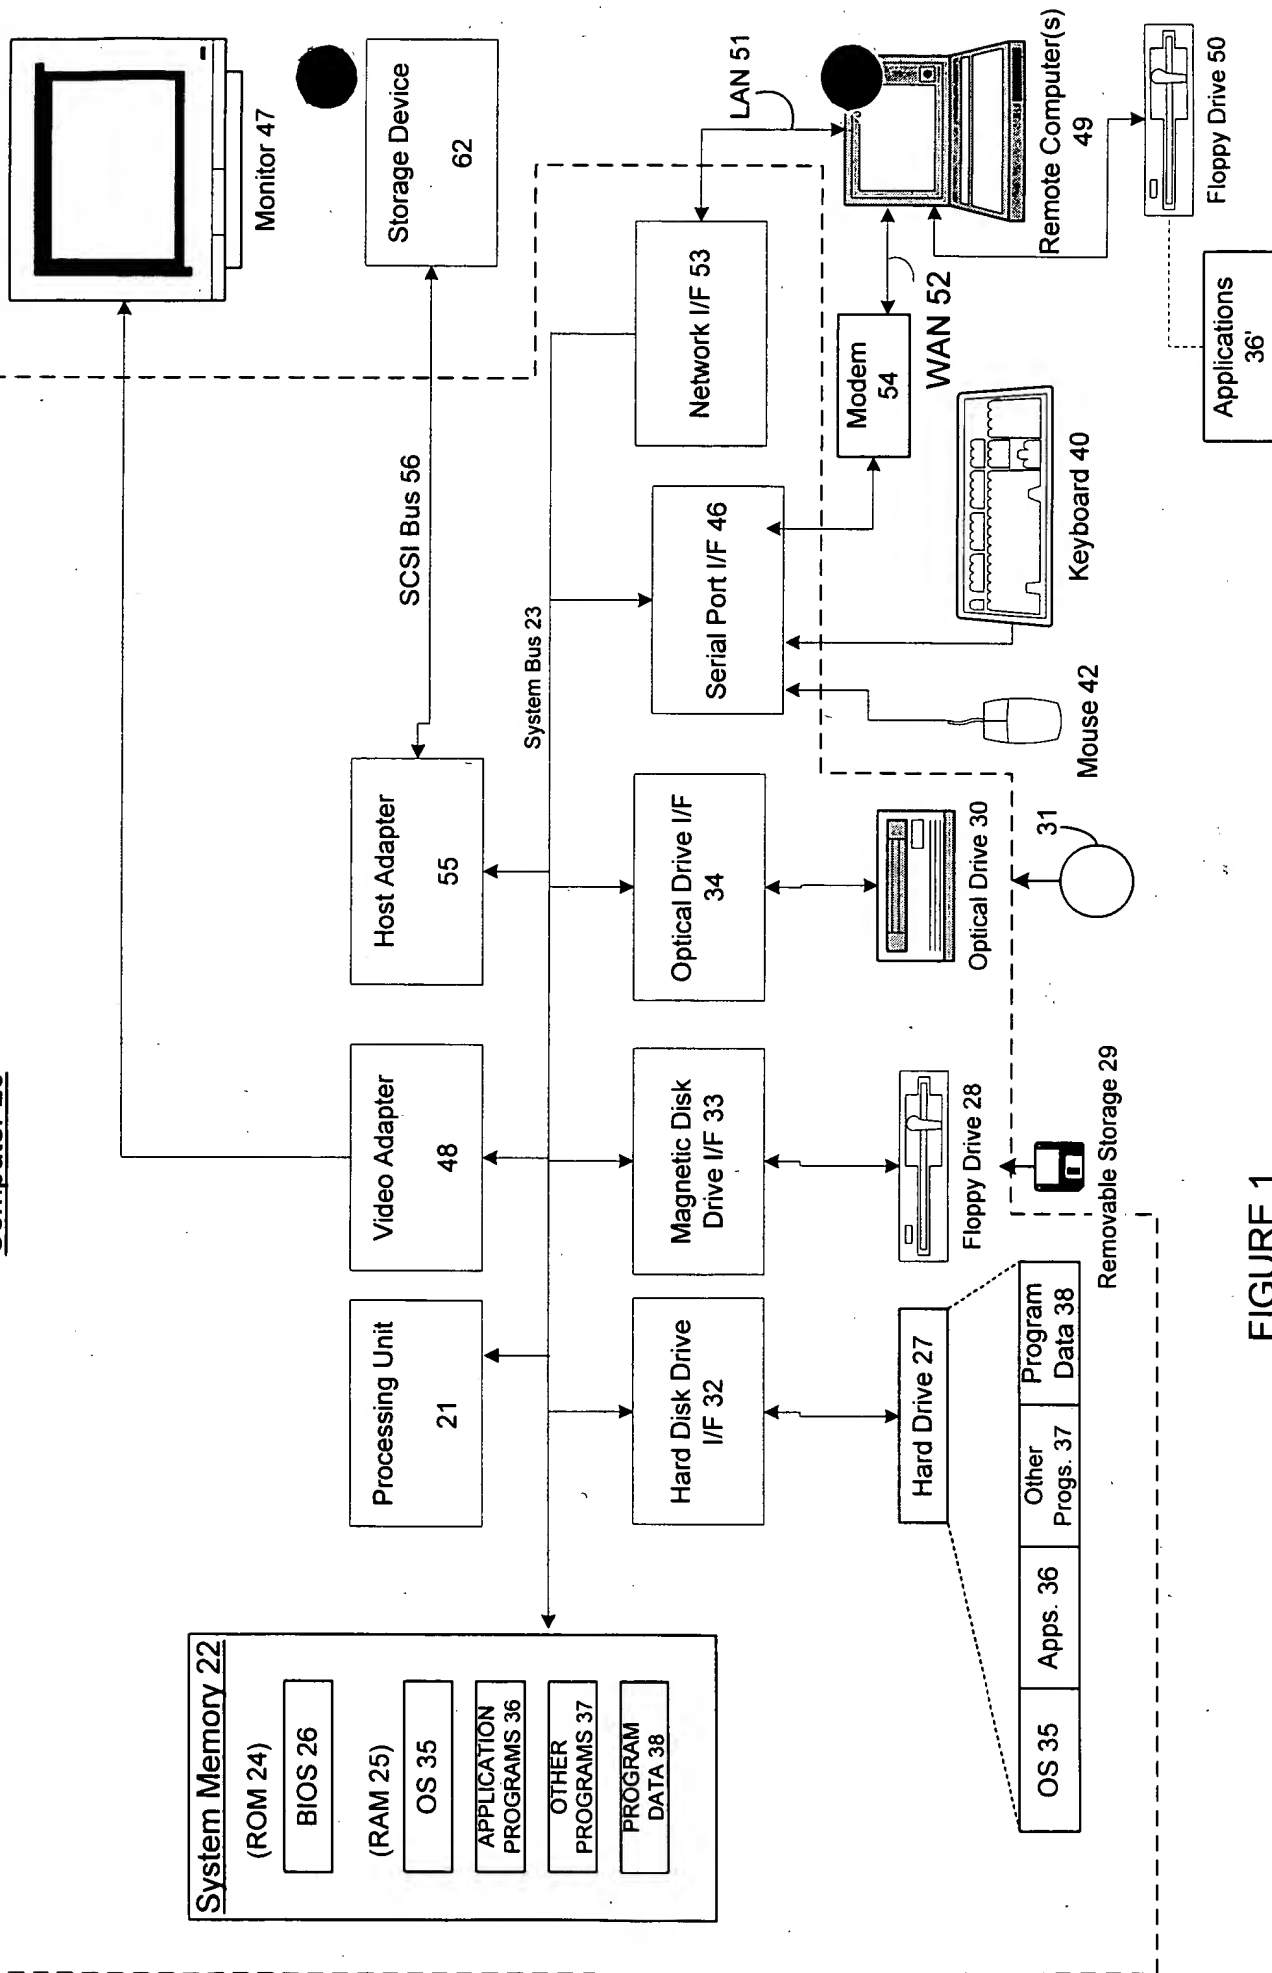 System Memory 22
(ROM 24)
BIOS 26
(RAM 25)
OS 35
APPLICATION
PROGRAMS 36
OTHER
PROGRAMS 37
PROGRAM
DATA 38
Processing Unit
21
Video Adapter
48
Host Adapter
55
SCSI Bus 56
Monitor 47
Storage Device
62
System Bus 23
Hard Disk Drive
I/F 32
Magnetic Disk
Drive I/F 33
Optical Drive I/F
34
Serial Port I/F 46
Network I/F 53
LAN 51
Hard Drive 27
Floppy Drive 28
Optical Drive 30
Modem
54
WAN 52
Remote Computer(s)
49
Mouse 42
Keyboard 40
Floppy Drive 50
OS 35
Apps. 36
Other
Progs. 37
Program
Data 38
Removable Storage 29
31
Applications
36'
FIGURE 1